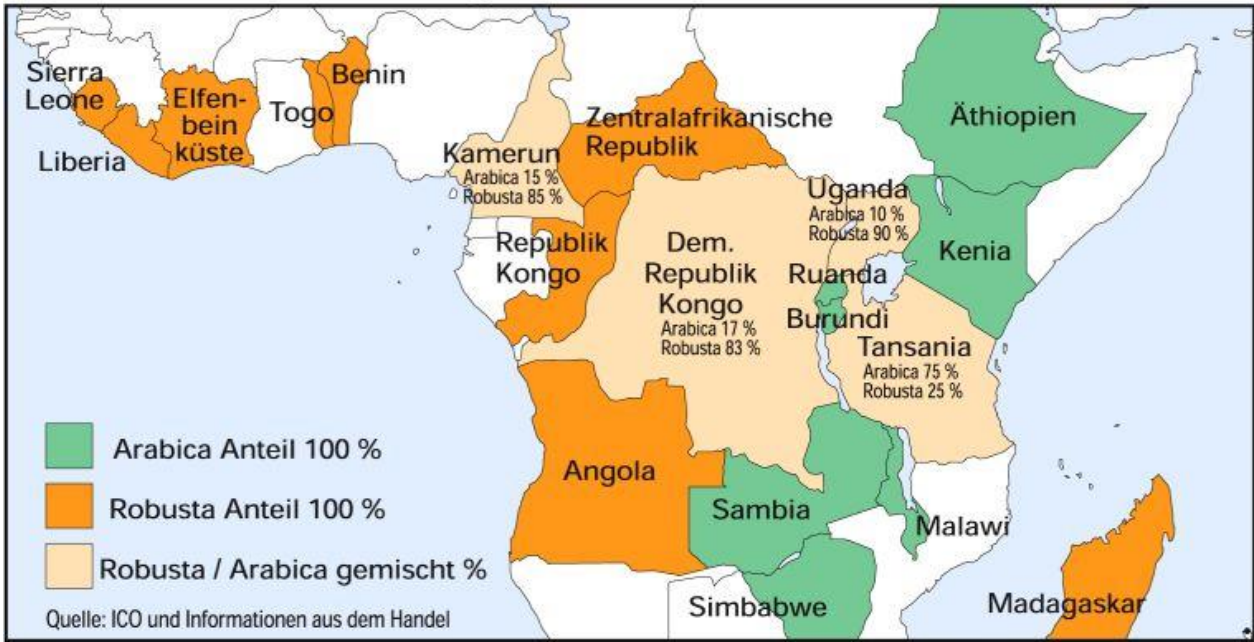 Sierra
Leone
Liberia
Elfen-
bein
küste
Togo
Benin
Kamerun
Arabica 15 %
Robusta 85 %
Zentralafrikanische
Republik
Äthiopien
Uganda
Arabica 10 %
Robusta 90 %
Kenia
Republik
Kongo
Dem.
Republik
Kongo
Arabica 17 %
Robusta 83 %
Ruanda
Burundi
Tansania
Arabica 75 %
Robusta 25 %
Angola
Sambia
Malawi
Simbabwe
Madagaskar
Arabica Anteil 100 %
Robusta Anteil 100 %
Robusta / Arabica gemischt %
Quelle: ICO und Informationen aus dem Handel